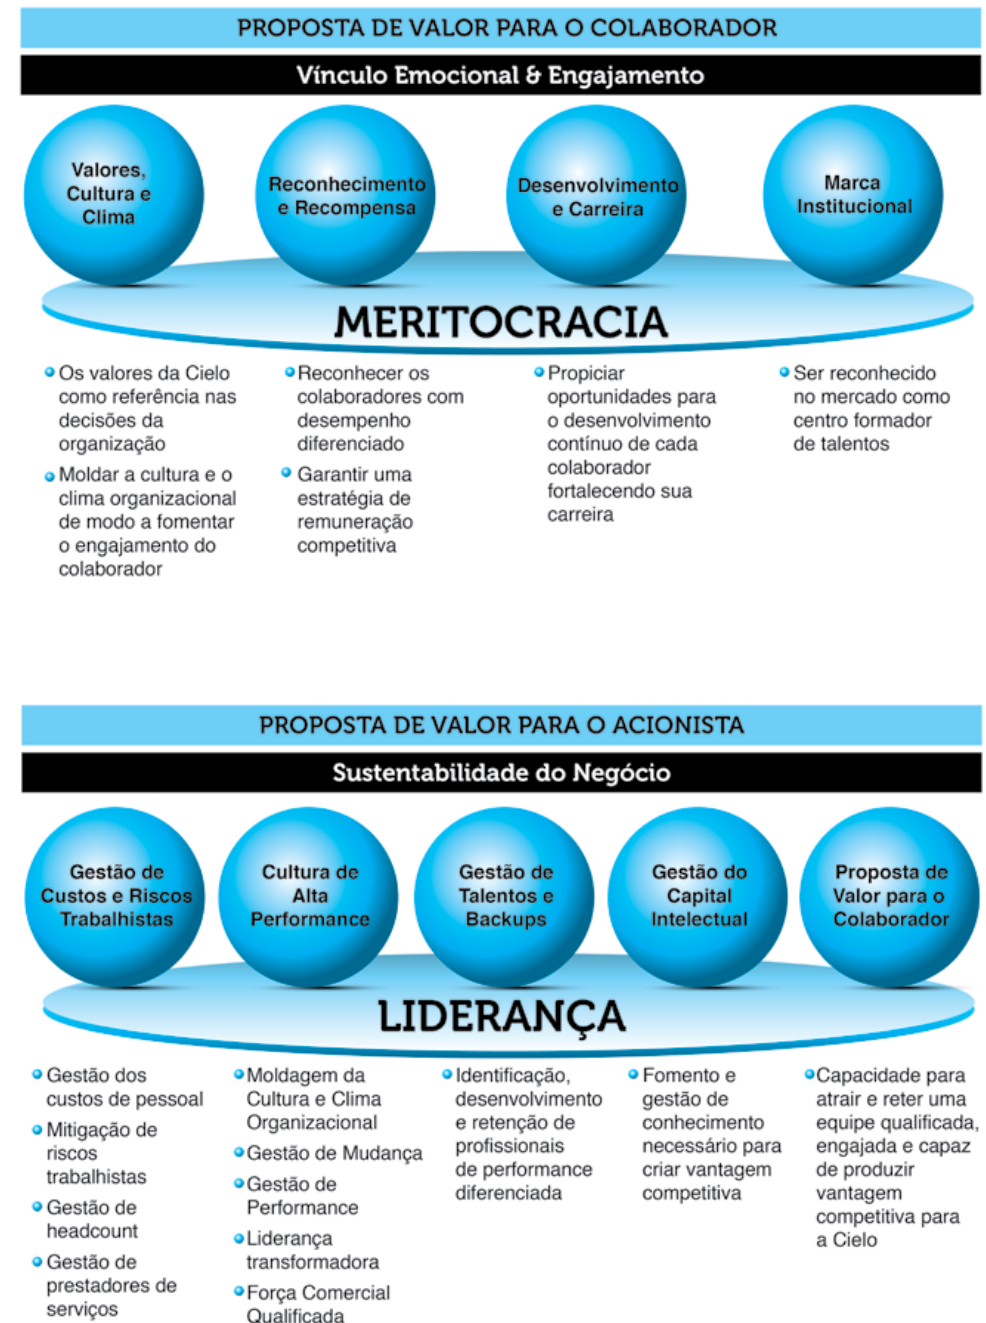 PROPOSTA DE VALOR PARA O COLABORADOR
Vínculo Emocional & Engajamento
Valores,
Cultura e
Clima
Reconhecimento
e Recompensa
Desenvolvimento
e Carreira
Marca
Institucional
MERITOCRACIA
Os valores da Cielo
como referência nas
decisões da
organização
Moldar a cultura e o
clima organizacional
de modo a fomentar
o engajamento do
colaborador
Reconhecer os
colaboradores com
desempenho
diferenciado
Garantir uma
estratégia de
remuneração
competitiva
Propiciar
oportunidades para
o desenvolvimento
contínuo de cada
colaborador
fortalecendo sua
carreira
Ser reconhecido
no mercado como
centro formador
de talentos
PROPOSTA DE VALOR PARA O ACIONISTA
Sustentabilidade do Negócio
Gestão de
Custos e Riscos
Trabalhistas
Cultura de
Alta
Performance
Gestão de
Talentos e
Backups
Gestão do
Capital
Intelectual
Proposta de
Valor para o
Colaborador
LIDERANÇA
Gestão dos
custos de pessoal
Mitigação de
riscos
trabalhistas
Gestão de
headcount
Gestão de
prestadores de
serviços
Moldagem da
Cultura e Clima
Organizacional
Gestão de Mudança
Gestão de
Performance
Liderança
transformadora
Força Comercial
Qualificada
Identificação,
desenvolvimento
e retenção de
profissionais
de performance
diferenciada
Fomento e
gestão de
conhecimento
necessário para
criar vantagem
competitiva
Capacidade para
atrair e reter uma
equipe qualificada,
engajada e capaz
de produzir
vantagem
competitiva para
a Cielo